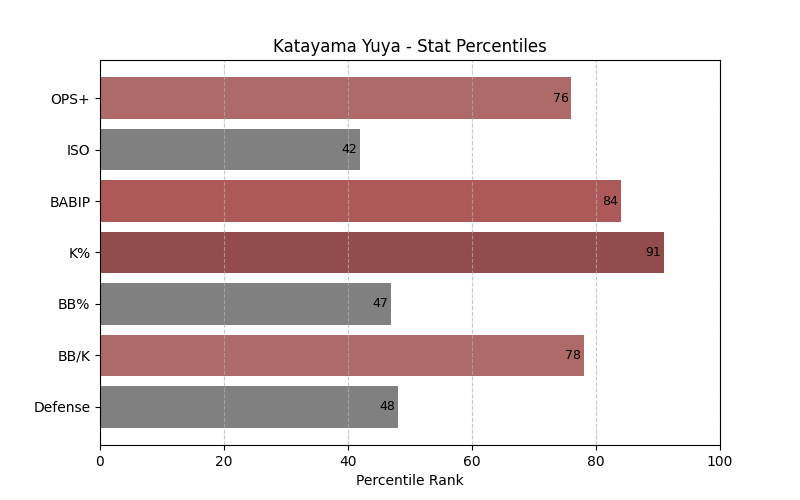 Katayama Yuya - Stat Percentiles
OPS+ 76
ISO 42
BABIP 84
K% 91
BB% 47
BB/K 78
Defense 48
0 20 40 60 80 100
Percentile Rank